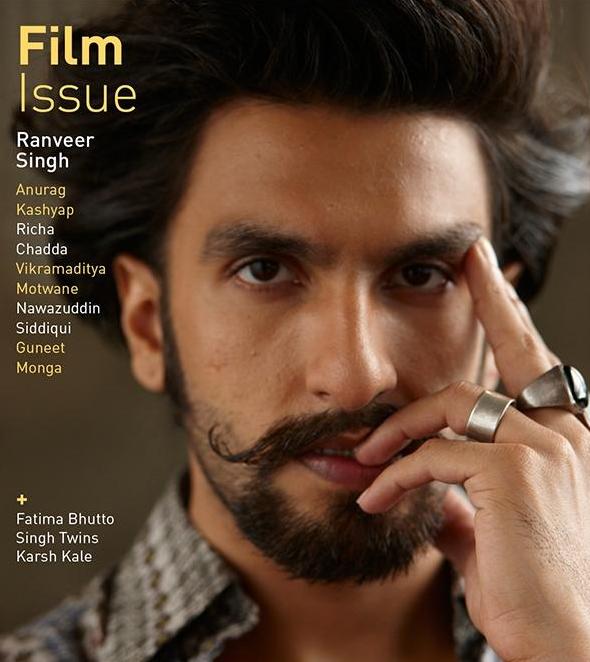 Film
Issue
Ranveer
Singh
Anurag
Kashyap
Richa
Chadda
Vikramaditya
Motwane
Nawazuddin
Siddiqui
Guneet
Monga
+
Fatima Bhutto
Singh Twins
Karsh Kale